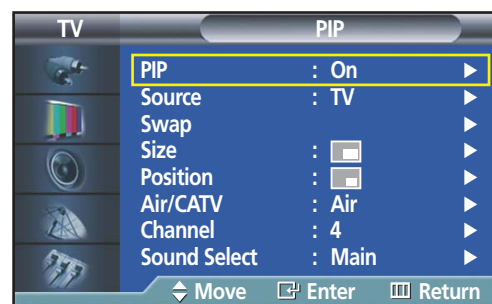 TV PIP
PIP : On
Source : TV
Swap
Size :
Position :
Air/CATV : Air
Channel : 4
Sound Select : Main
Move Enter Return